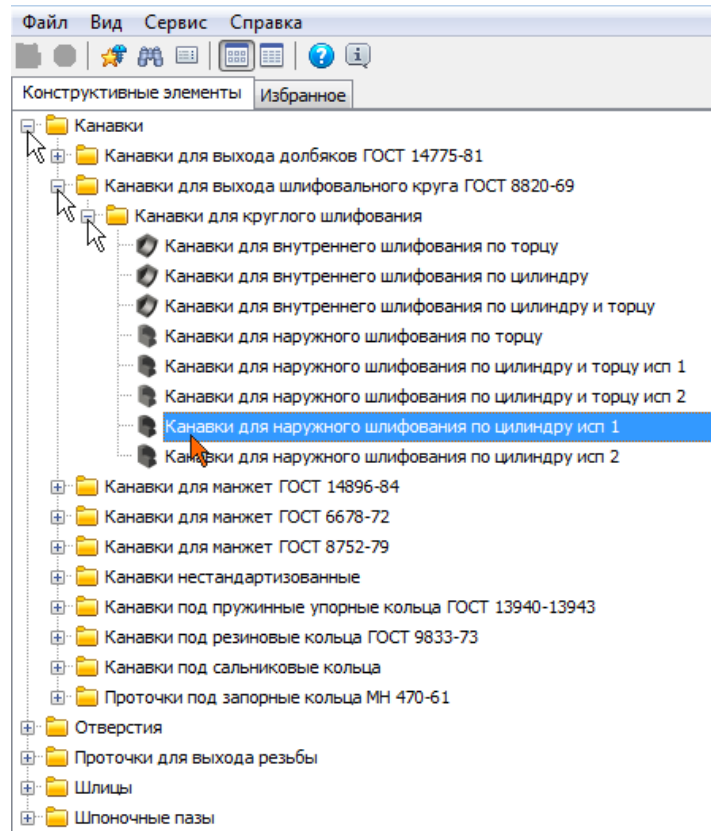 Файл Вид Сервис Справка
Конструктивные элементы Избранное
Канавки
Канавки для выхода долбяков ГОСТ 14775-81
Канавки для выхода шлифовального круга ГОСТ 8820-69
Канавки для круглого шлифования
Канавки для внутреннего шлифования по торцу
Канавки для внутреннего шлифования по цилиндру
Канавки для внутреннего шлифования по цилиндру и торцу
Канавки для наружного шлифования по торцу
Канавки для наружного шлифования по цилиндру и торцу исп 1
Канавки для наружного шлифования по цилиндру и торцу исп 2
Канавки для наружного шлифования по цилиндру исп 1
Канавки для наружного шлифования по цилиндру исп 2
Канавки для манжет ГОСТ 14896-84
Канавки для манжет ГОСТ 6678-72
Канавки для манжет ГОСТ 8752-79
Канавки нестандартизованные
Канавки под пружинные упорные кольца ГОСТ 13940-13943
Канавки под резиновые кольца ГОСТ 9833-73
Канавки под сальниковые кольца
Проточки под запорные кольца МН 470-61
Отверстия
Проточки для выхода резьбы
Шлицы
Шпоночные пазы